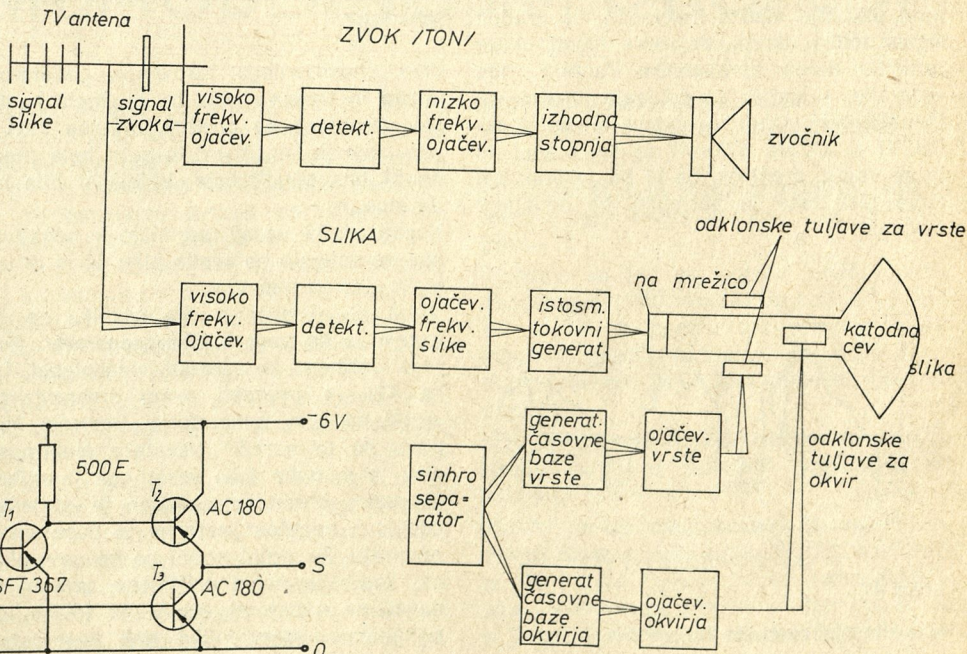 TV antena
ZVOK /TON/
signal
slike
signal
zvoka
visoko
frekv.
ojačev.
detekt.
nizko
frekv.
ojačev.
izhodna
stopnja
zvočnik
SLIKA
odklonske tuljave za vrste
na mrežico
visoko
frekv.
ojačev.
detekt.
ojačev.
frekv.
slike
istosm.
tokovni
generat.
katodna
cev
slika
odklonske
tuljave za
okvir
sinhro
sepa=
rator
generat.
časovne
baze
vrste
ojačev.
vrste
generat
časovne
baze
okvirja
ojačev.
okvirja
-6V
500 E
T1
T2
AC 180
S
SFT 367
T3
AC 180
0